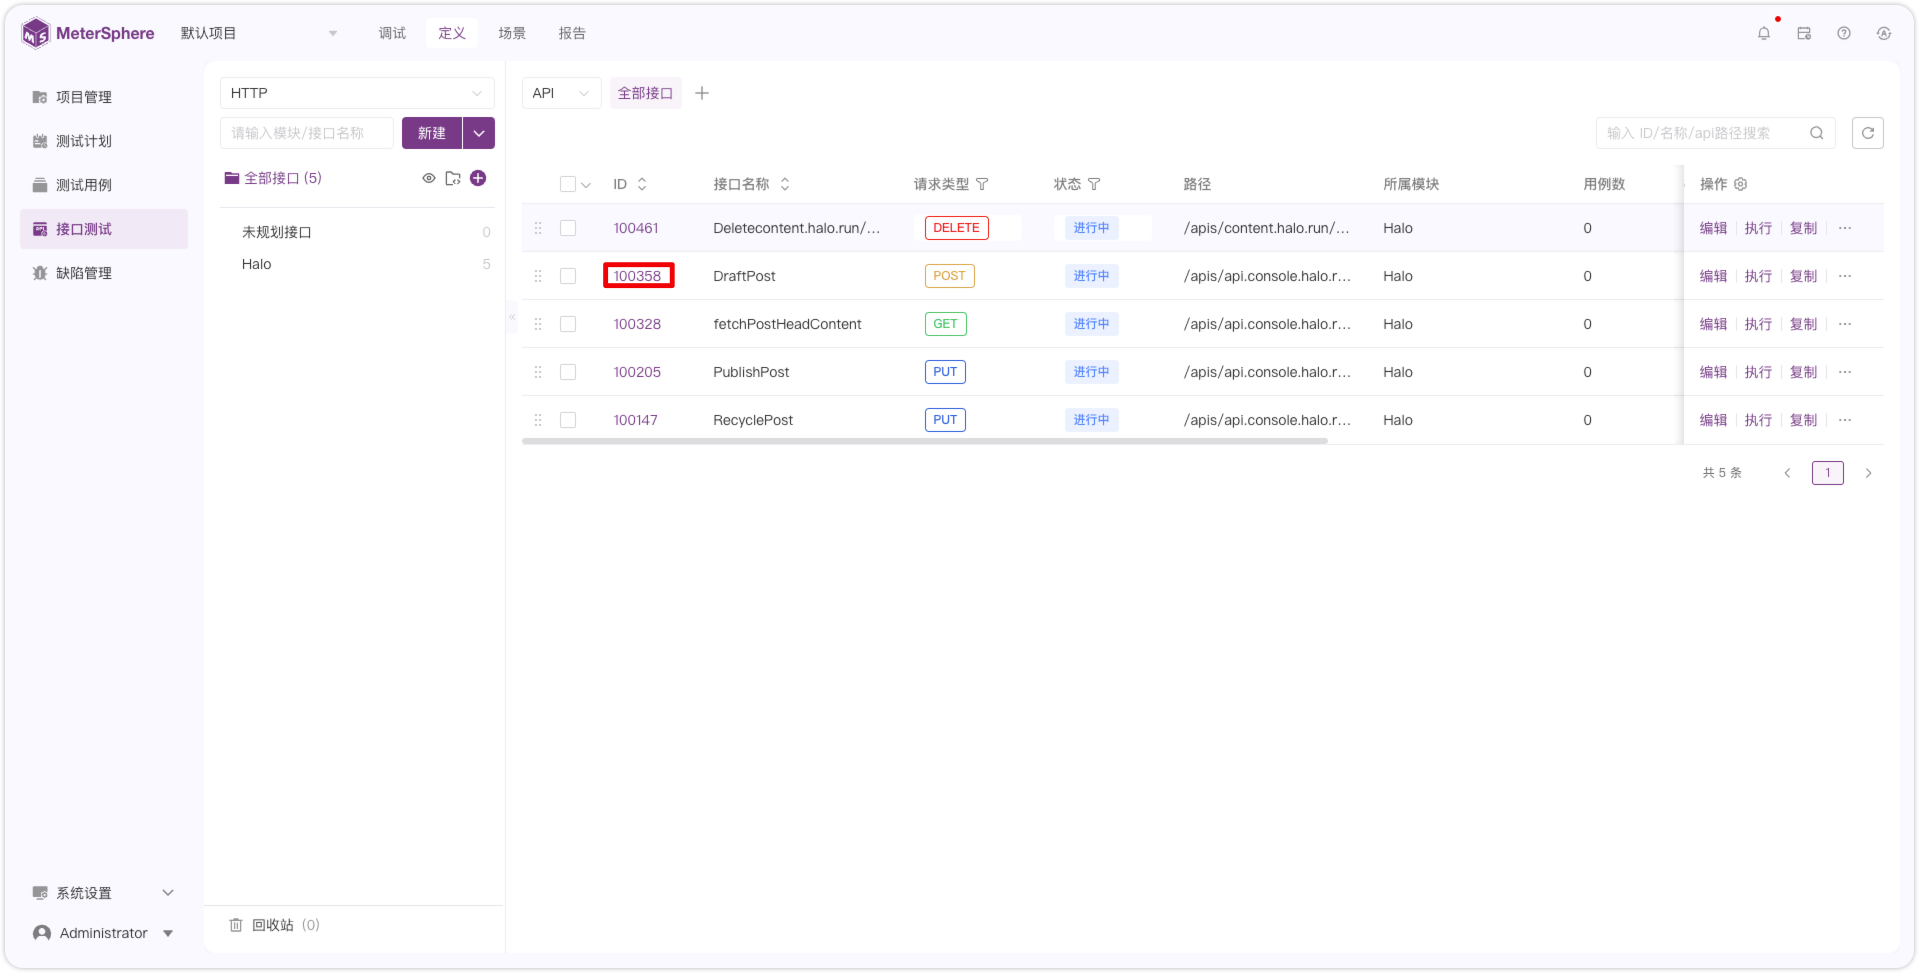 MeterSphere 默认项目 调试 定义 场景 报告
项目管理
测试计划
测试用例
接口测试
缺陷管理
系统设置
Administrator
HTTP
请输入模块/接口名称 新建
全部接口 (5)
未规划接口 0
Halo 5
回收站 (0)
API 全部接口
输入 ID/名称/api路径搜索
ID 接口名称 请求类型 状态 路径 所属模块 用例数 操作
100461 Deletecontent.halo.run/... DELETE 进行中 /apis/content.halo.run/... Halo 0 编辑 执行 复制 ...
100358 DraftPost POST 进行中 /apis/api.console.halo.r... Halo 0 编辑 执行 复制 ...
100328 fetchPostHeadContent GET 进行中 /apis/api.console.halo.r... Halo 0 编辑 执行 复制 ...
100205 PublishPost PUT 进行中 /apis/api.console.halo.r... Halo 0 编辑 执行 复制 ...
100147 RecyclePost PUT 进行中 /apis/api.console.halo.r... Halo 0 编辑 执行 复制 ...
共 5 条 1